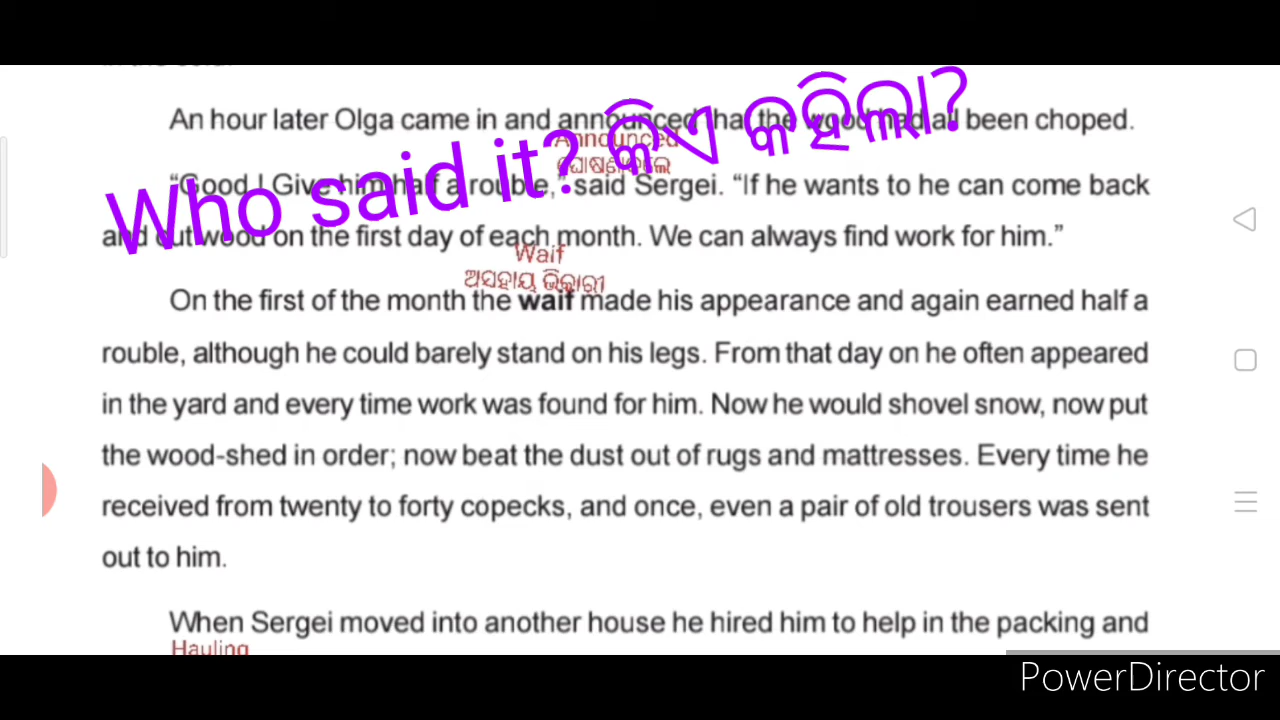 An hour later Olga came in and announced that the wood had all been choped.
Announced
Who said it? କିଏ କହିଲା?
"Good I Give him half a rouble," said Sergei. "If he wants to he can come back
and cut wood on the first day of each month. We can always find work for him."
Waif
ଅସହାୟ ଭିକାରୀ
On the first of the month the waif made his appearance and again earned half a
rouble, although he could barely stand on his legs. From that day on he often appeared
in the yard and every time work was found for him. Now he would shovel snow, now put
the wood-shed in order; now beat the dust out of rugs and mattresses. Every time he
received from twenty to forty copecks, and once, even a pair of old trousers was sent
out to him.
When Sergei moved into another house he hired him to help in the packing and
Hauling
PowerDirector